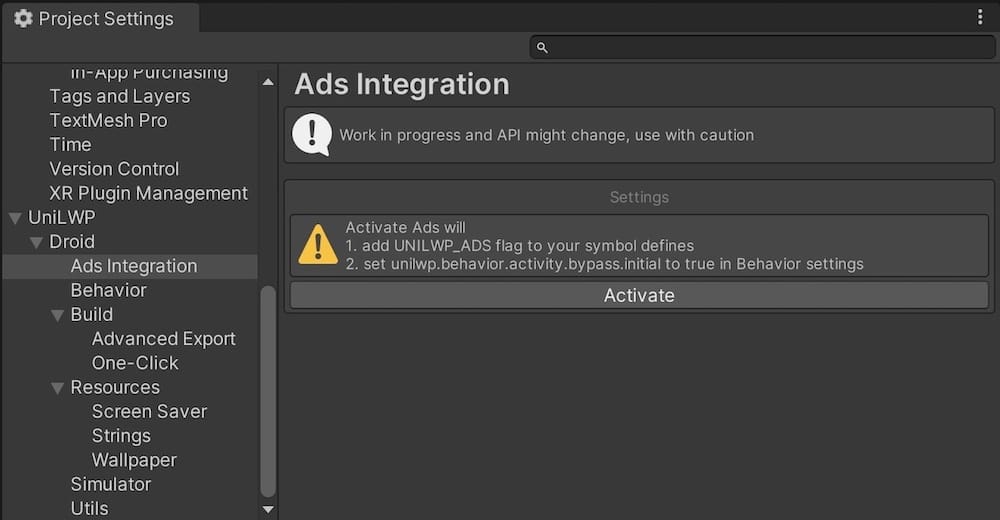 Project Settings
In-App Purchasing
Tags and Layers
TextMesh Pro
Time
Version Control
XR Plugin Management
UniLWP
Droid
Ads Integration
Behavior
Build
Advanced Export
One-Click
Resources
Screen Saver
Strings
Wallpaper
Simulator
Utils
Ads Integration
Work in progress and API might change, use with caution
Settings
Activate Ads will
1. add UNILWP_ADS flag to your symbol defines
2. set unilwp.behavior.activity.bypass.initial to true in Behavior settings
Activate